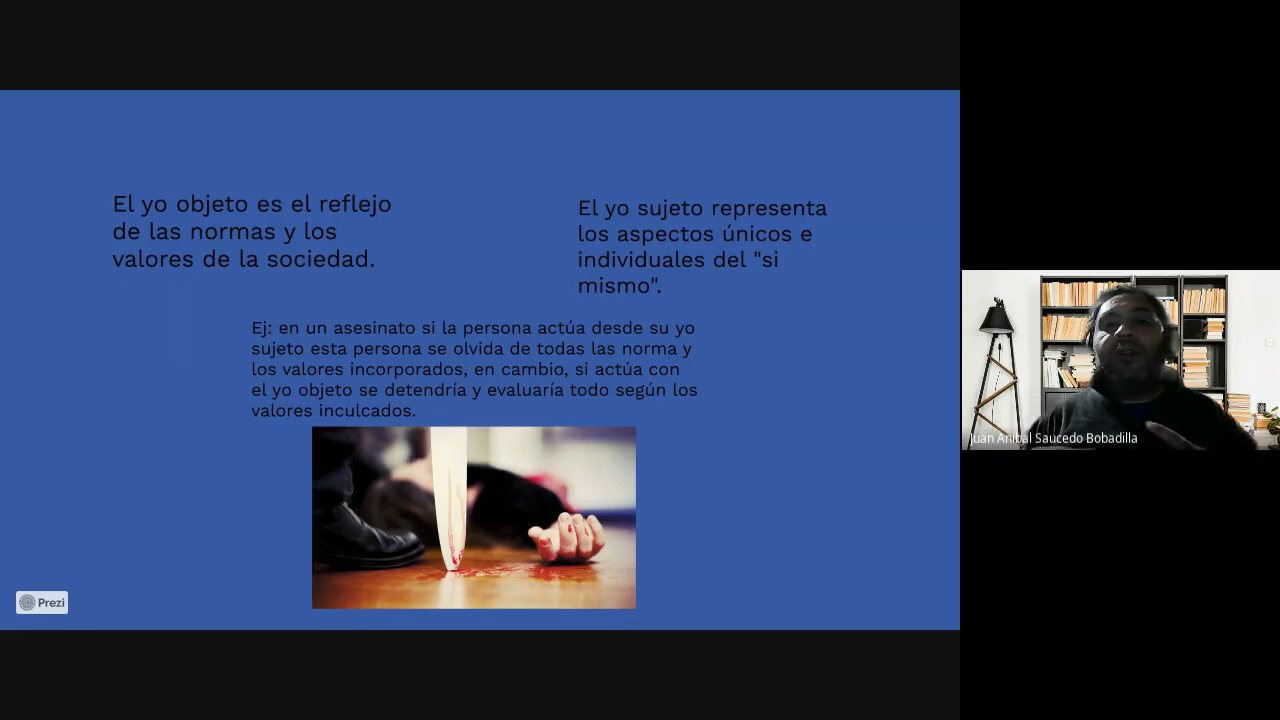 El yo objeto es el reflejo
de las normas y los
valores de la sociedad.
El yo sujeto representa
los aspectos únicos e
individuales del "si
mismo".
Ej: en un asesinato si la persona actúa desde su yo
sujeto esta persona se olvida de todas las norma y
los valores incorporados, en cambio, si actúa con
el yo objeto se detendría y evaluaría todo según los
valores inculcados.
Prezi
Juan Anibal Saucedo Bobadilla